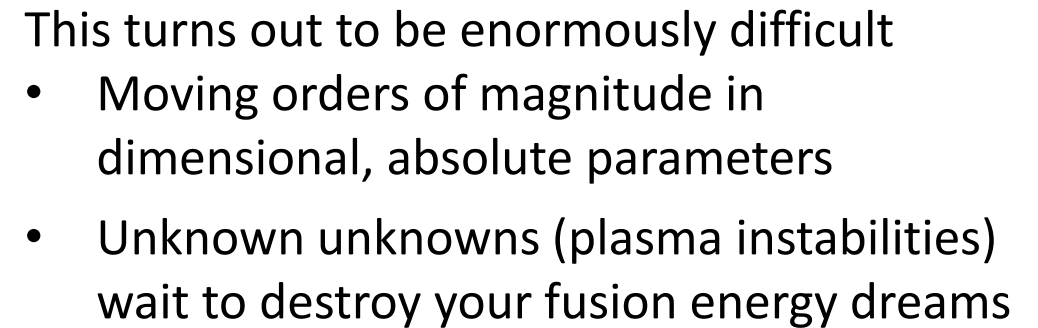 This turns out to be enormously difficult
• Moving orders of magnitude in
dimensional, absolute parameters
• Unknown unknowns (plasma instabilities)
wait to destroy your fusion energy dreams